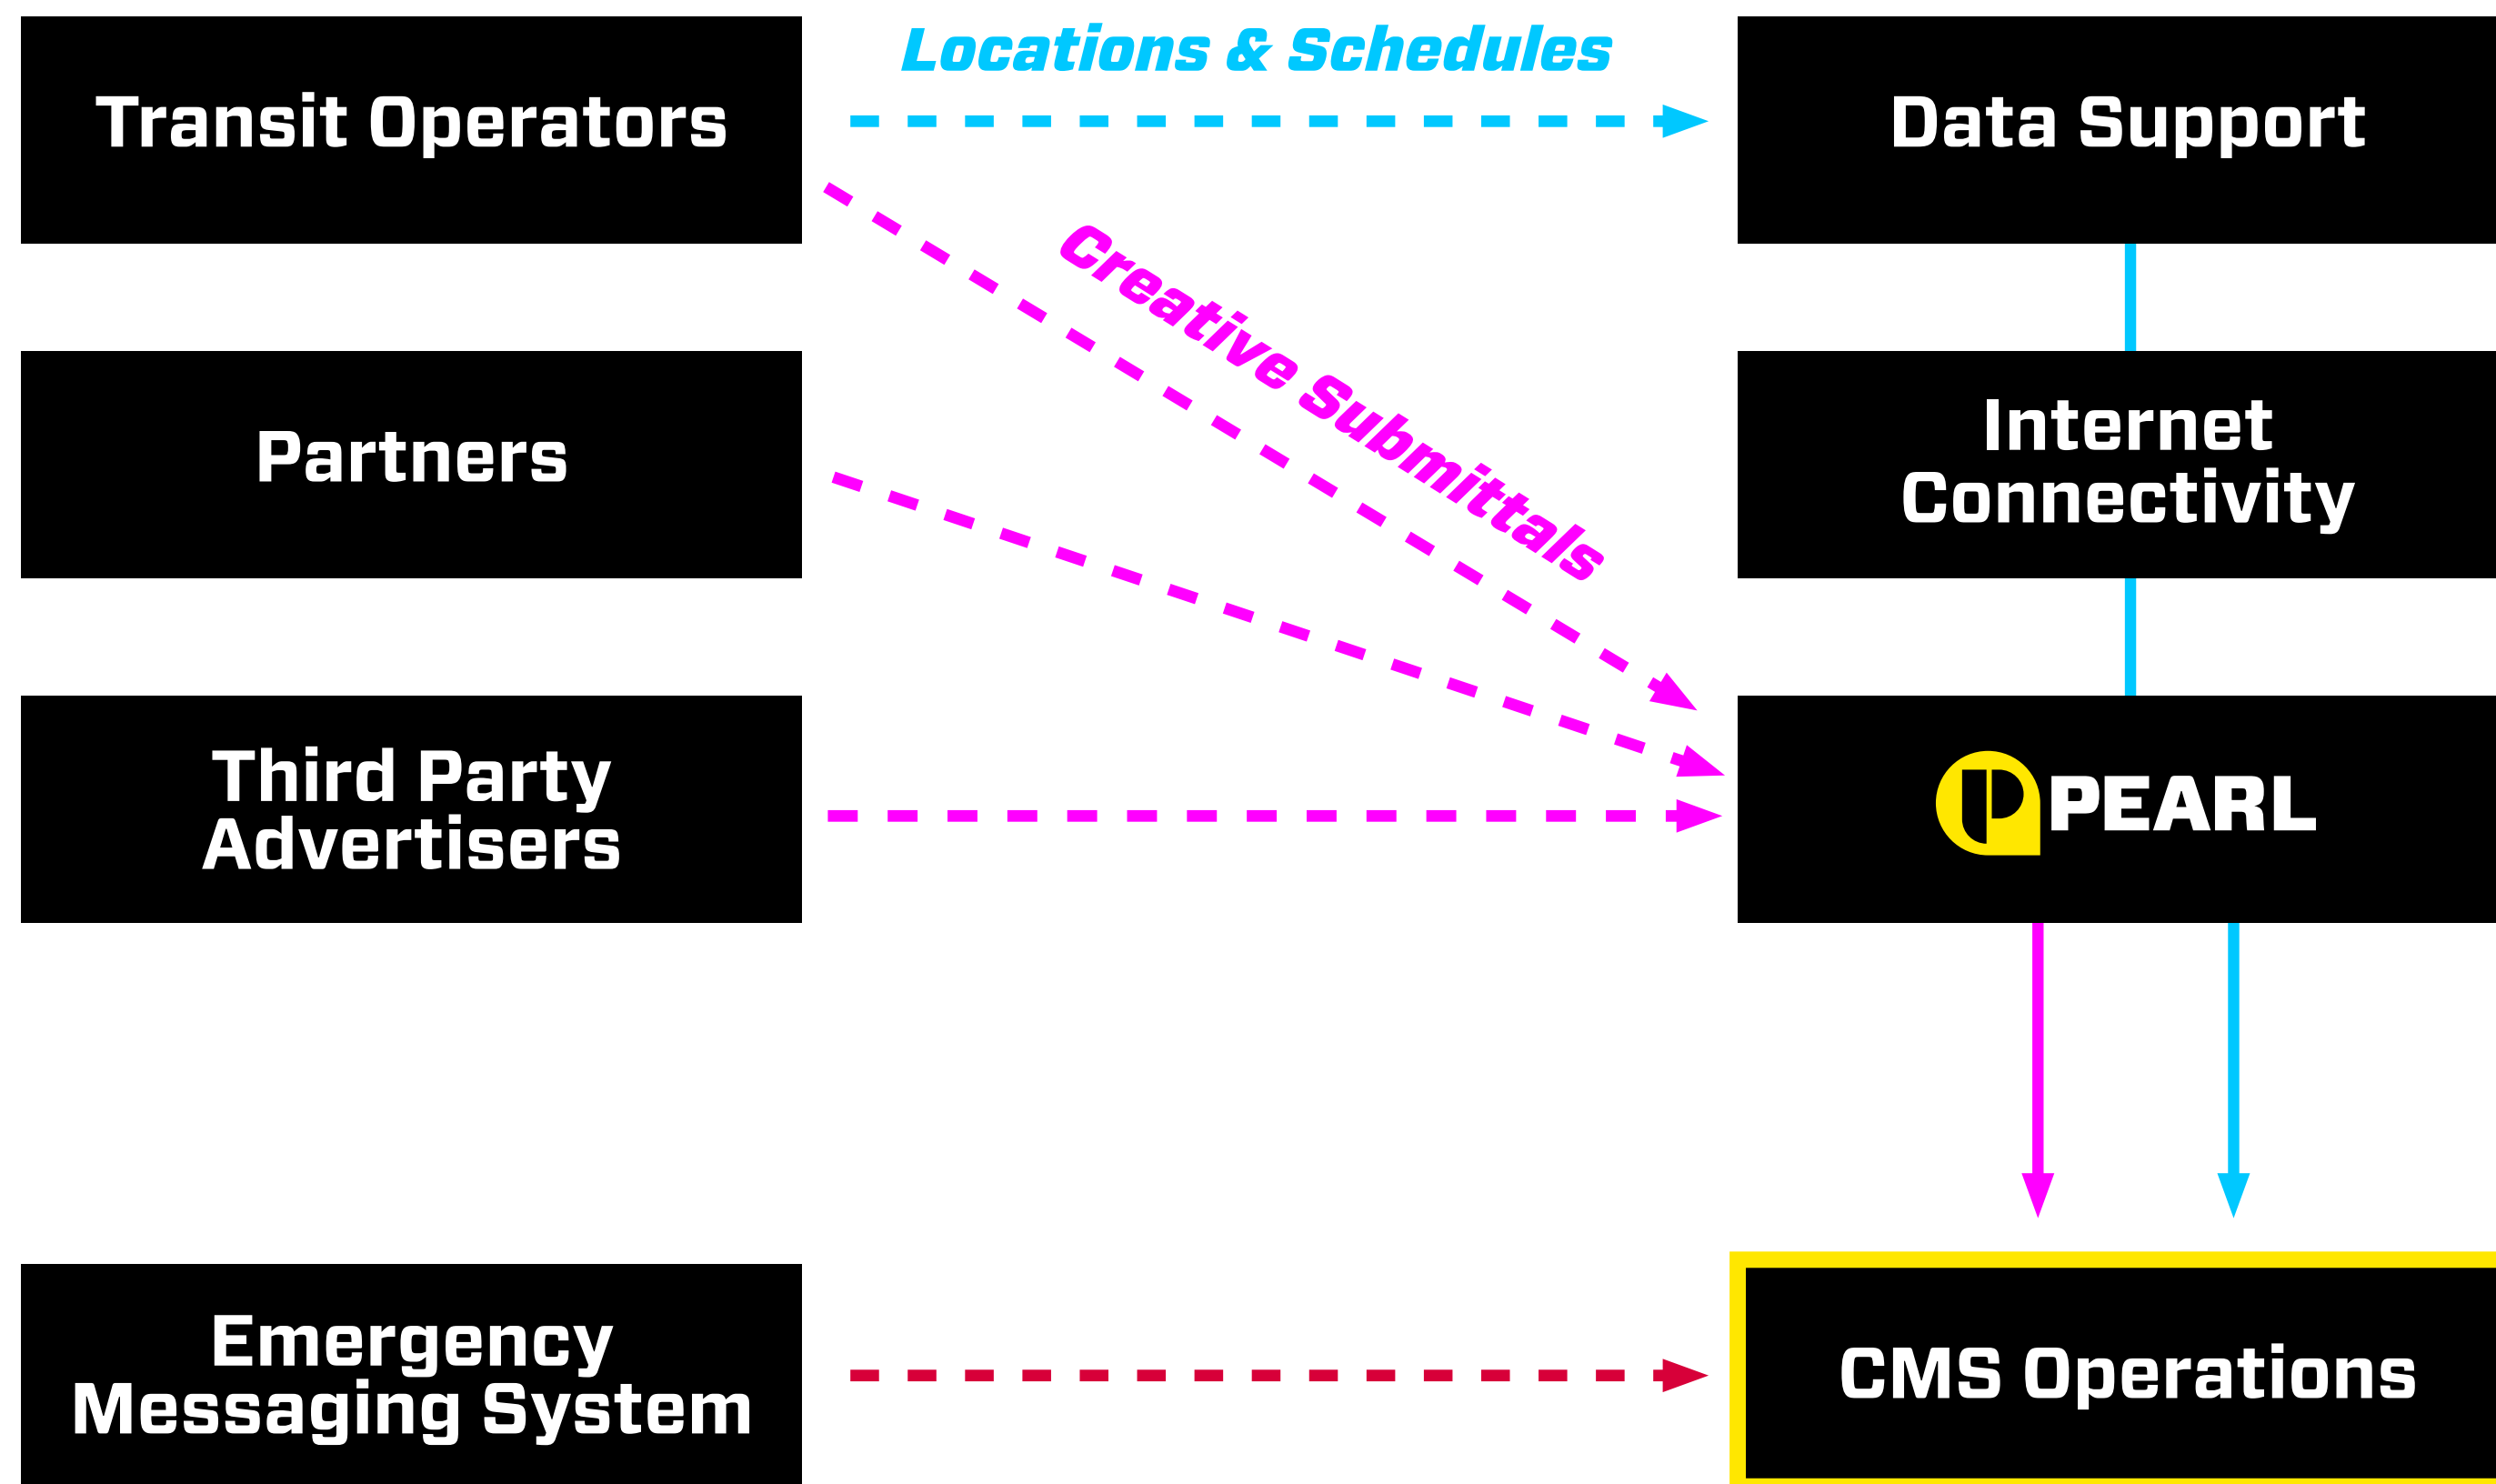 Locations & Schedules
Transit Operators
Data Support
Creative Submittals
Partners
Internet
Connectivity
Third Party
Advertisers
PEARL
Emergency
Messaging System
CMS Operations